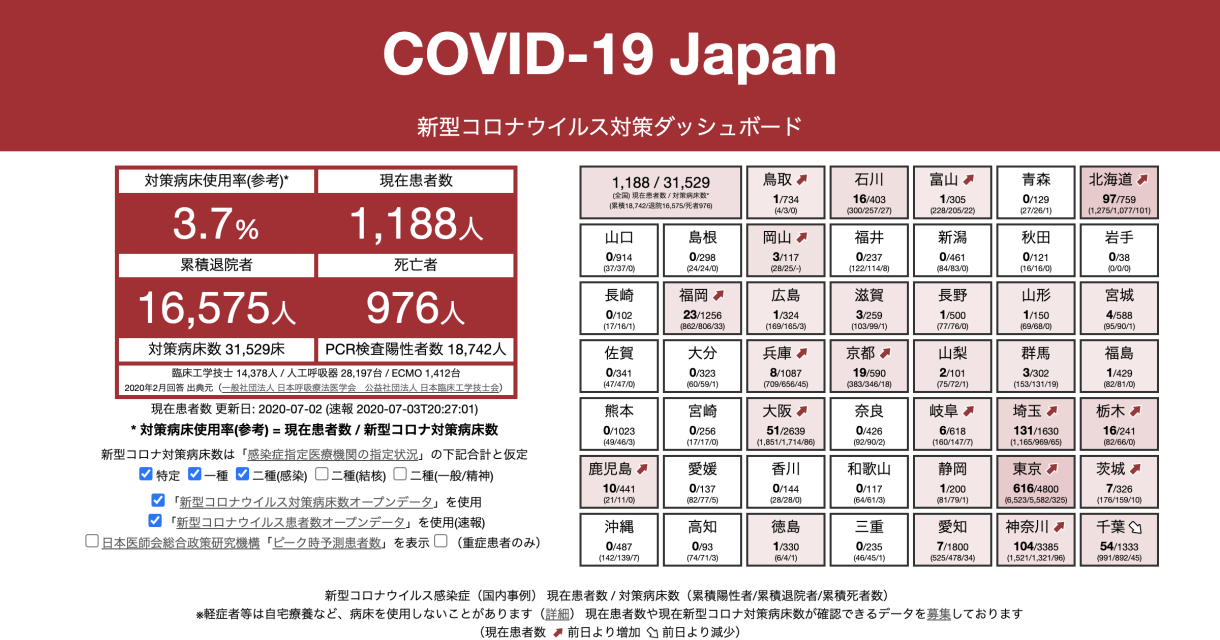 COVID-19 Japan
新型コロナウイルス対策ダッシュボード
対策病床使用率(参考)*
現在患者数
3.7%
1,188人
累積退院者
死亡者
16,575人
976人
対策病床数 31,529床
PCR検査陽性者数 18,742人
臨床工学技士 14,378人 / 人工呼吸器 28,197台 / ECMO 1,412台
2020年2月回答 出典元（一般社団法人 日本呼吸療法医学会　公益社団法人 日本臨床工学技士会）
現在患者数 更新日: 2020-07-02 (速報 2020-07-03T20:27:01)
* 対策病床使用率(参考) = 現在患者数 / 新型コロナ対策病床数
新型コロナ対策病床数は「感染症指定医療機関の指定状況」の下記合計と仮定
特定 一種 二種(感染) 二種(結核) 二種(一般/精神)
「新型コロナウイルス対策病床数オープンデータ」を使用
「新型コロナウイルス患者数オープンデータ」を使用(速報)
日本医師会総合政策研究機構「ピーク時予測患者数」を表示 （重症患者のみ）
1,188 / 31,529
(全国) 現在患者数 / 対策病床数*
(累積18,742/退院16,575/死者976)
鳥取
1/734
(4/3/0)
石川
16/403
(300/257/27)
富山
1/305
(228/205/22)
青森
0/129
(27/26/1)
北海道
97/759
(1,275/1,077/101)
山口
0/914
(37/37/0)
島根
0/298
(24/24/0)
岡山
3/117
(28/25/-)
福井
0/237
(122/114/8)
新潟
0/461
(84/83/0)
秋田
0/121
(16/16/0)
岩手
0/38
(0/0/0)
長崎
0/102
(17/16/1)
福岡
23/1256
(862/806/33)
広島
1/324
(169/165/3)
滋賀
3/259
(103/99/1)
長野
1/500
(77/76/0)
山形
1/150
(69/68/0)
宮城
4/588
(95/90/1)
佐賀
0/341
(47/47/0)
大分
0/323
(60/59/1)
兵庫
8/1087
(709/656/45)
京都
19/590
(383/346/18)
山梨
2/101
(75/72/1)
群馬
3/302
(153/131/19)
福島
1/429
(82/81/0)
熊本
0/1023
(49/46/3)
宮崎
0/256
(17/17/0)
大阪
51/2639
(1,851/1,714/86)
奈良
0/426
(92/90/2)
岐阜
6/618
(160/147/7)
埼玉
131/1630
(1,165/969/65)
栃木
16/241
(82/66/0)
鹿児島
10/441
(21/11/0)
愛媛
0/137
(82/77/5)
香川
0/144
(28/28/0)
和歌山
0/117
(64/61/3)
静岡
1/200
(81/79/1)
東京
616/4800
(6,523/5,582/325)
茨城
7/326
(176/159/10)
沖縄
0/487
(142/139/7)
高知
0/93
(74/71/3)
徳島
1/330
(6/4/1)
三重
0/235
(46/45/1)
愛知
7/1800
(525/478/34)
神奈川
104/3385
(1,521/1,321/96)
千葉
54/1333
(991/892/45)
新型コロナウイルス感染症（国内事例） 現在患者数 / 対策病床数（累積陽性者/累積退院者/累積死者数）
※軽症者等は自宅療養など、病床を使用しないことがあります（詳細） 現在患者数や現在新型コロナ対策病床数が確認できるデータを募集しております
（現在患者数 前日より増加 前日より減少）